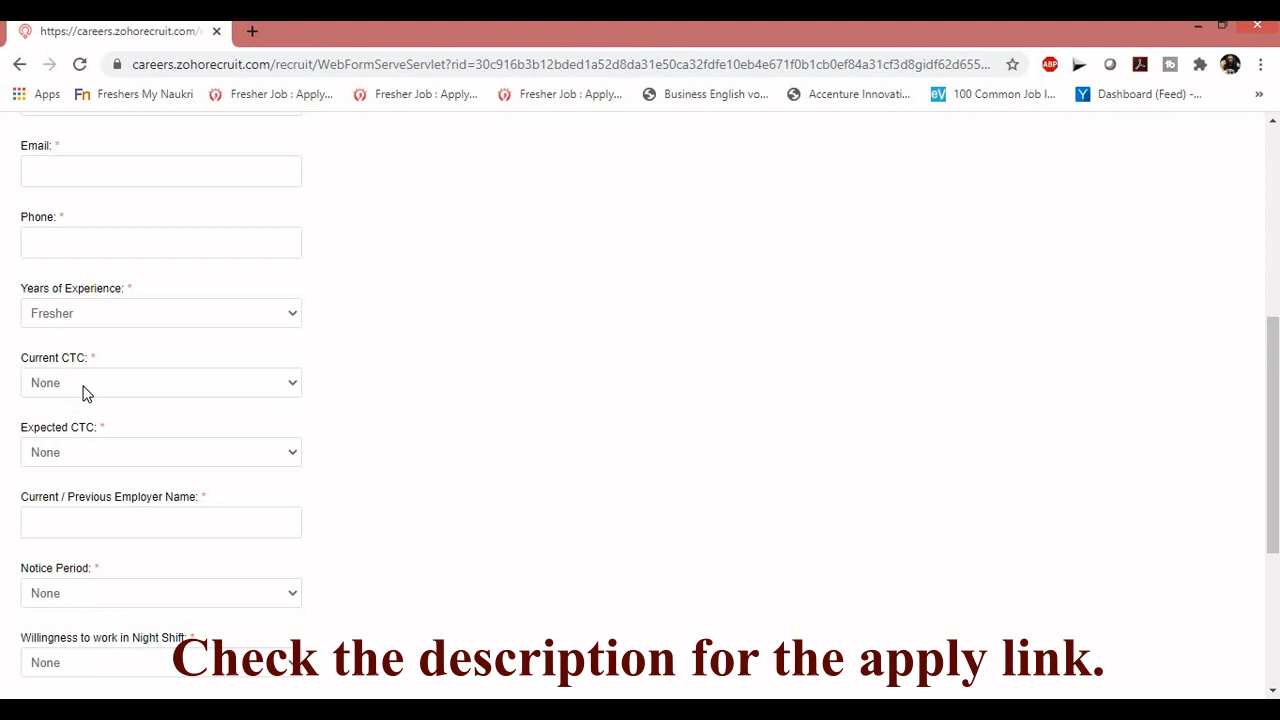 https://careers.zohorecruit.com/
careers.zohorecruit.com/recruit/WebFormServeServlet?rid=30c916b3b12bded1a52d8da31e50ca32fdfe10eb4e671f0b1cb0ef84a31cf3d8gidf62d655...
ABP
Apps
Fn Freshers My Naukri
Fresher Job : Apply...
Fresher Job : Apply...
Fresher Job : Apply...
Business English vo...
Accenture Innovati...
eV 100 Common Job I...
Y Dashboard (Feed) -...
»
Email: *
Phone: *
Years of Experience: *
Fresher
Current CTC: *
None
Expected CTC: *
None
Current / Previous Employer Name: *
Notice Period: *
None
Willingness to work in Night Shift: *
None
Check the description for the apply link.